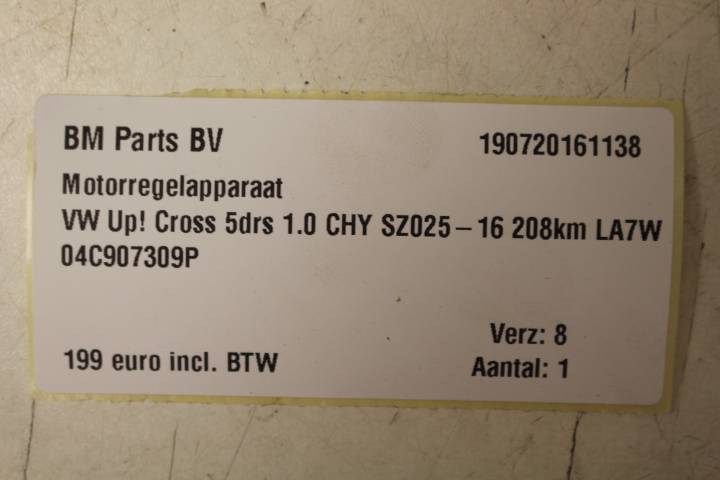 BM Parts BV 190720161138
Motorregelapparaat
VW Up! Cross 5drs 1.0 CHY SZ025-16 208km LA7W
04C907309P
Verz: 8
199 euro incl. BTW Aantal: 1